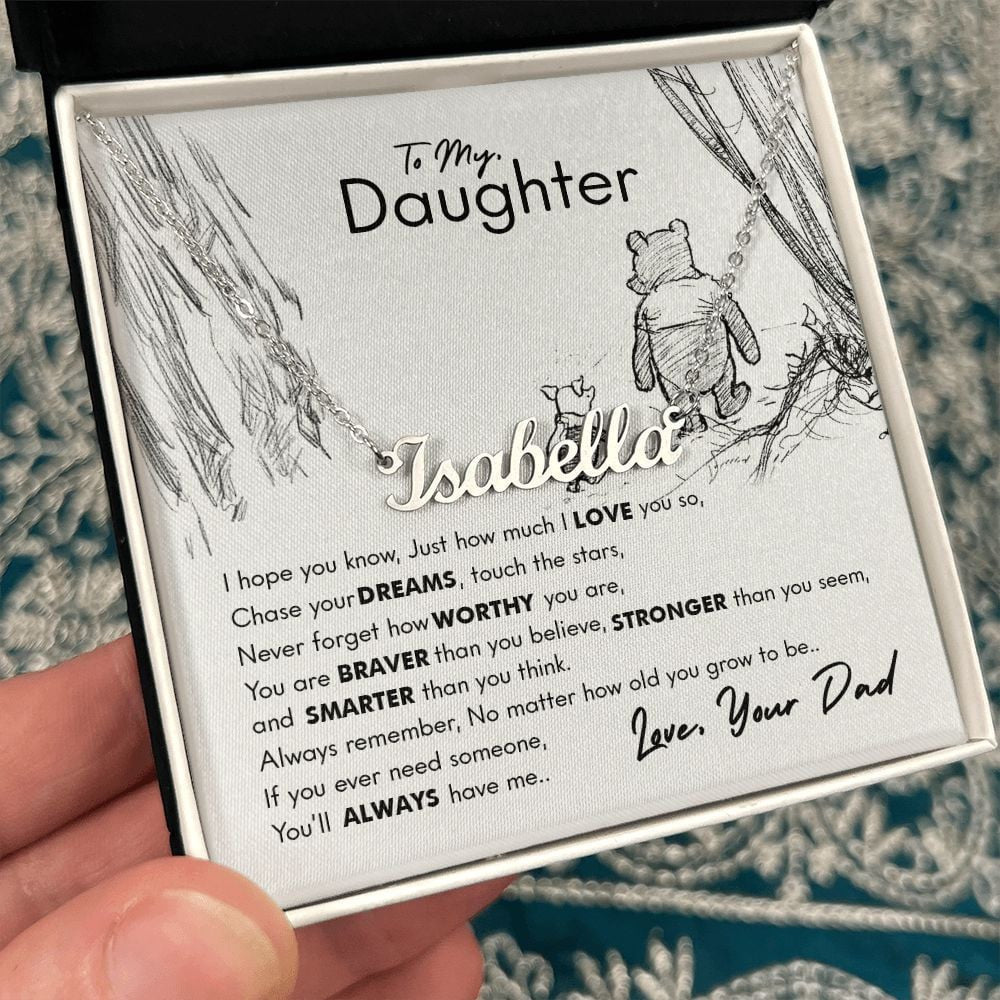 To My,
Daughter
Isabella
I hope you know, Just how much I LOVE you so,
Chase your DREAMS, touch the stars,
Never forget how WORTHY you are,
You are BRAVER than you believe, STRONGER than you seem,
and SMARTER than you think.
Always remember, No matter how old you grow to be..
If you ever need someone,
You'll ALWAYS have me..
Love, Your Dad